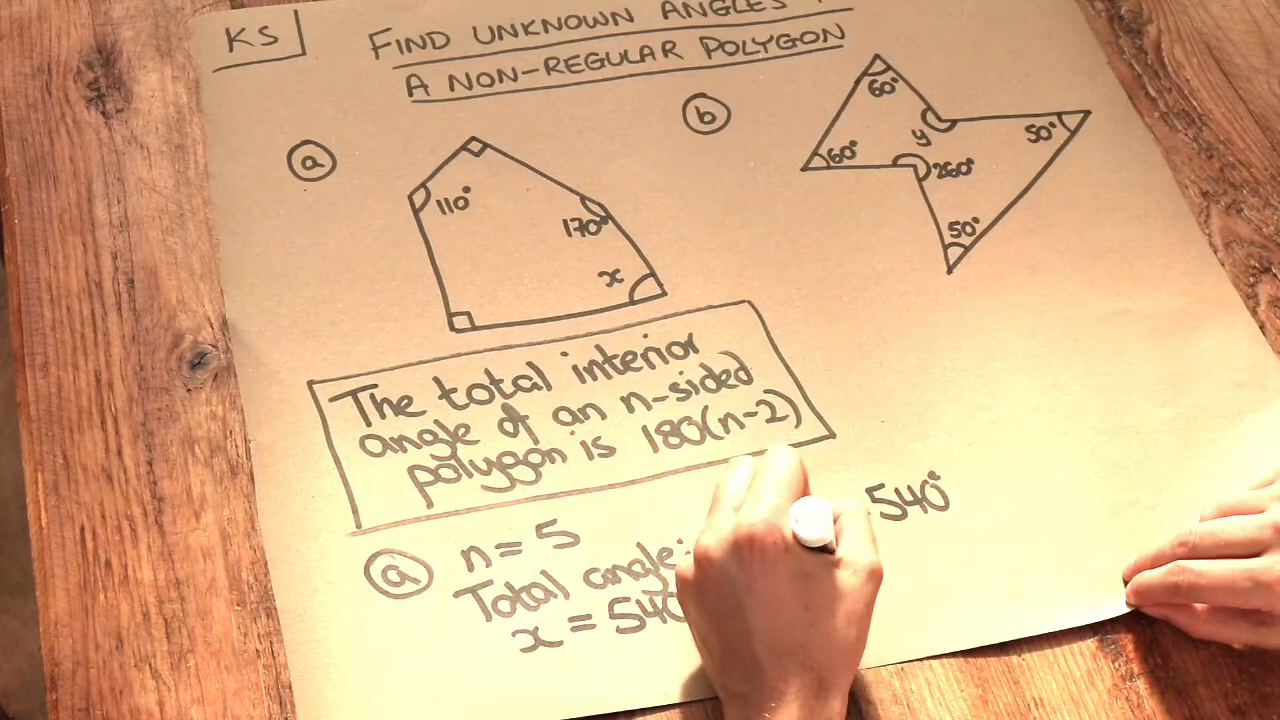 KS
FIND UNKNOWN ANGLES
A NON-REGULAR POLYGON
a
110°
170°
x
b
60°
y
50°
60°
260°
50°
The total interior
angle of an n-sided
polygon is 180(n-2)
a n = 5
Total angle: 540°
x = 540